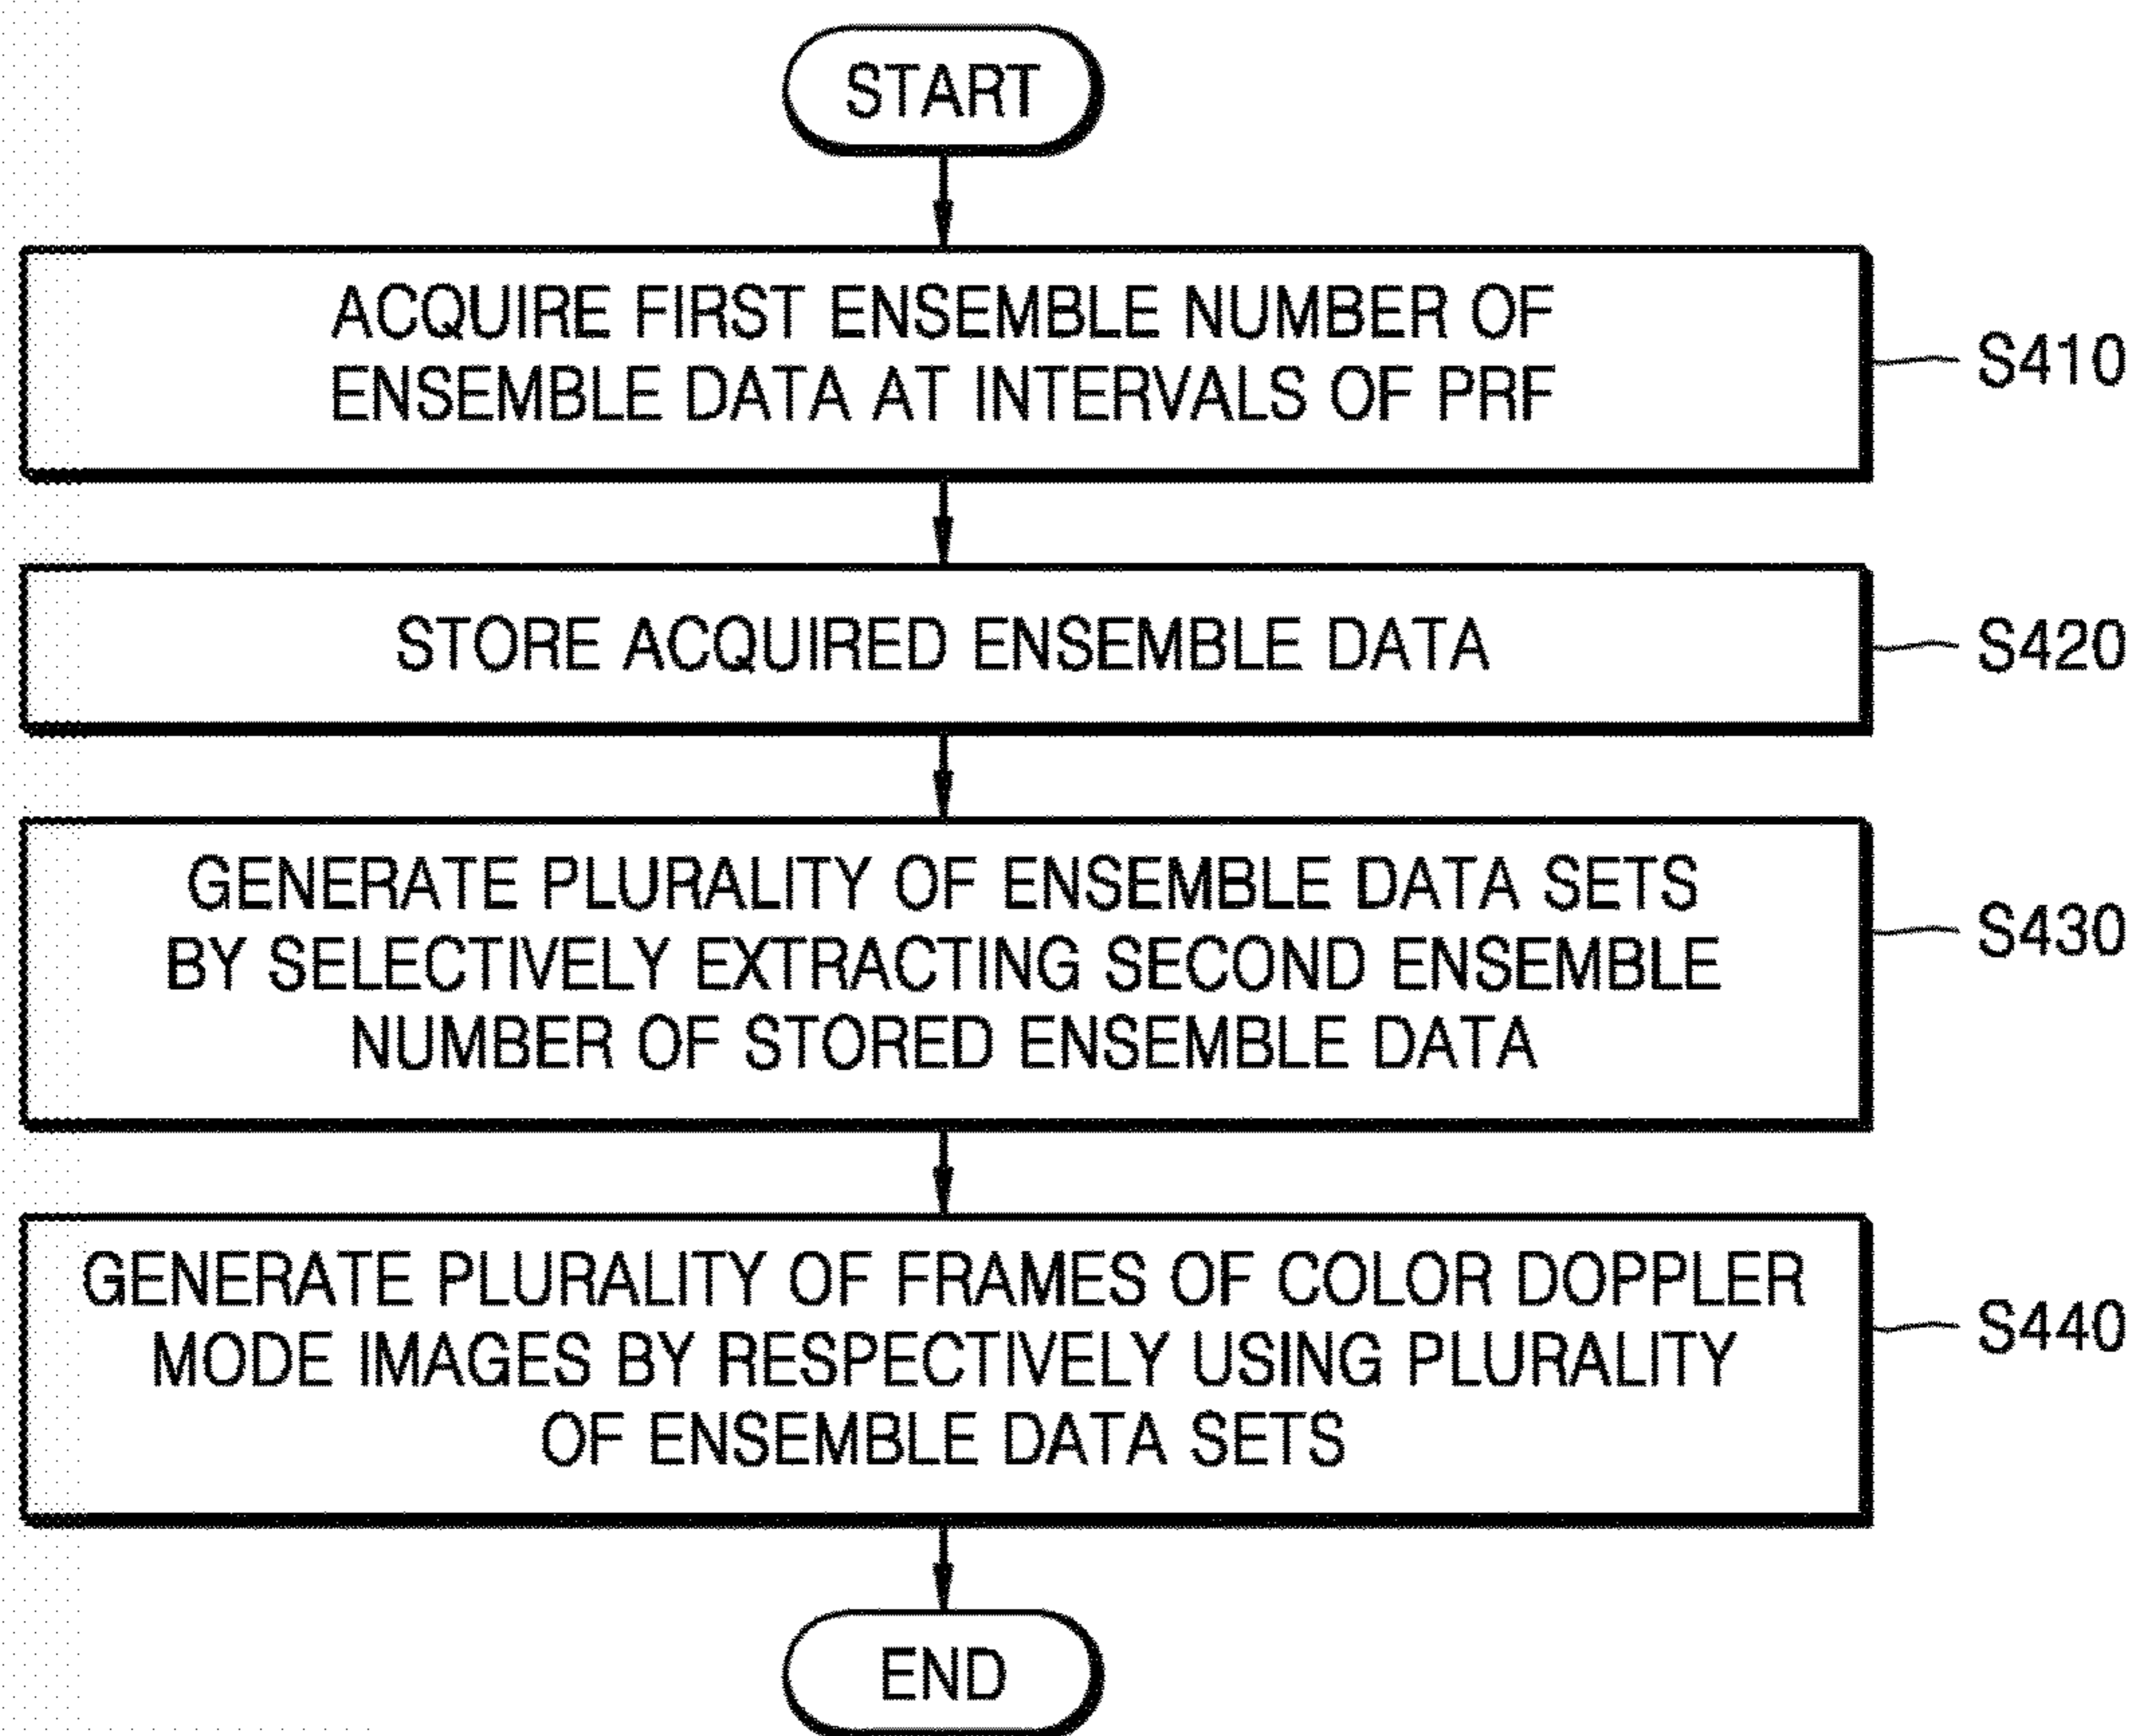 START
ACQUIRE FIRST ENSEMBLE NUMBER OF
ENSEMBLE DATA AT INTERVALS OF PRF
S410
STORE ACQUIRED ENSEMBLE DATA
S420
GENERATE PLURALITY OF ENSEMBLE DATA SETS
BY SELECTIVELY EXTRACTING SECOND ENSEMBLE
NUMBER OF STORED ENSEMBLE DATA
S430
GENERATE PLURALITY OF FRAMES OF COLOR DOPPLER
MODE IMAGES BY RESPECTIVELY USING PLURALITY
OF ENSEMBLE DATA SETS
S440
END